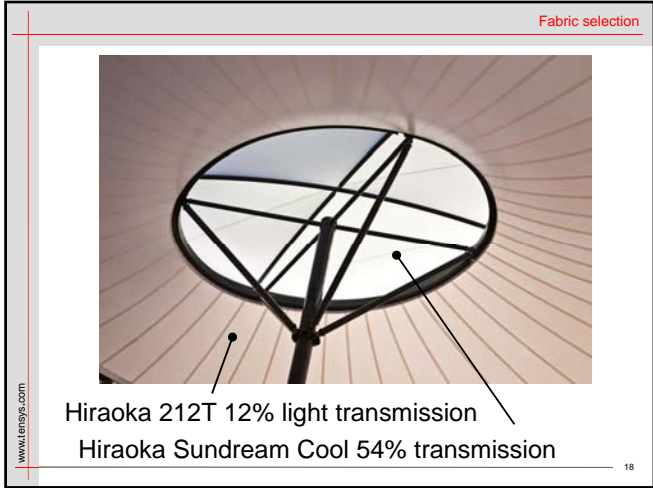 Fabric selection
Hiraoka 212T 12% light transmission
Hiraoka Sundream Cool 54% transmission
www.tensys.com
18